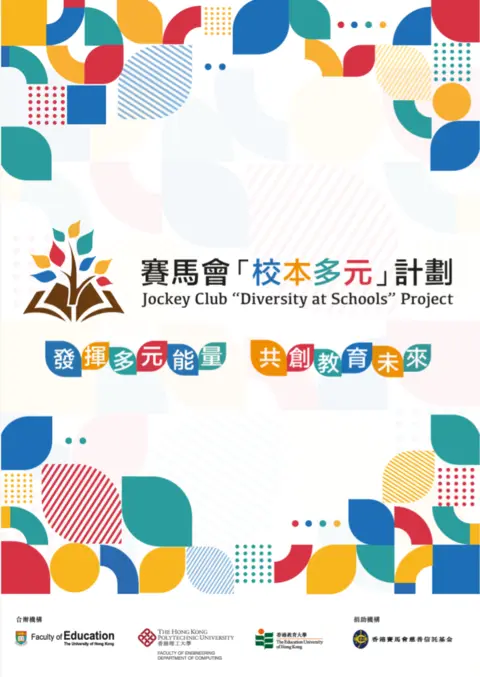 賽馬會「校本多元」計劃
Jockey Club “Diversity at Schools” Project
發揮多元能量 共創教育未來
合辦機構
捐助機構
Faculty of Education
The University of Hong Kong
THE HONG KONG
POLYTECHNIC UNIVERSITY
香港理工大學
FACULTY OF ENGINEERING
DEPARTMENT OF COMPUTING
香港教育大學
The Education University
of Hong Kong
香港賽馬會慈善信託基金